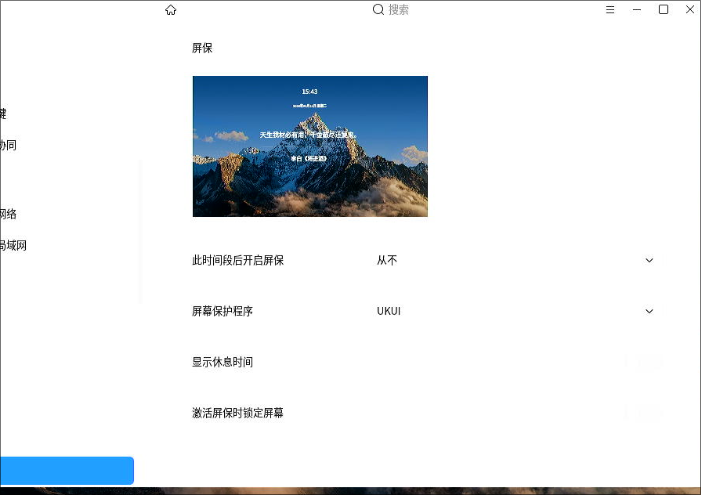 搜索
屏保
15:43
天生我材必有用，千金散尽还复来。
来自《将进酒》
键
协同
网络
局域网
此时间段后开启屏保
从不
屏幕保护程序
UKUI
显示休息时间
激活屏保时锁定屏幕